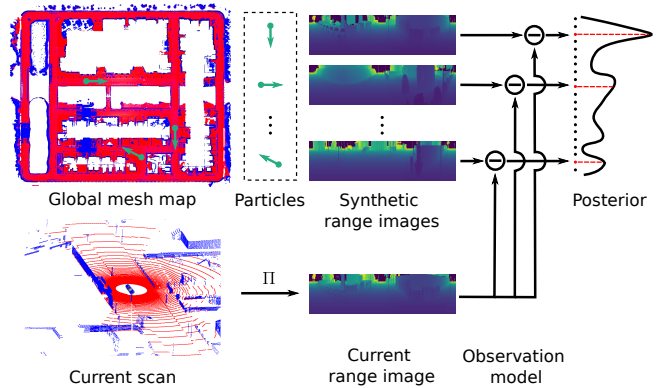 Global mesh map
Particles
Synthetic
range images
Posterior
Π
Current scan
Current
range image
Observation
model